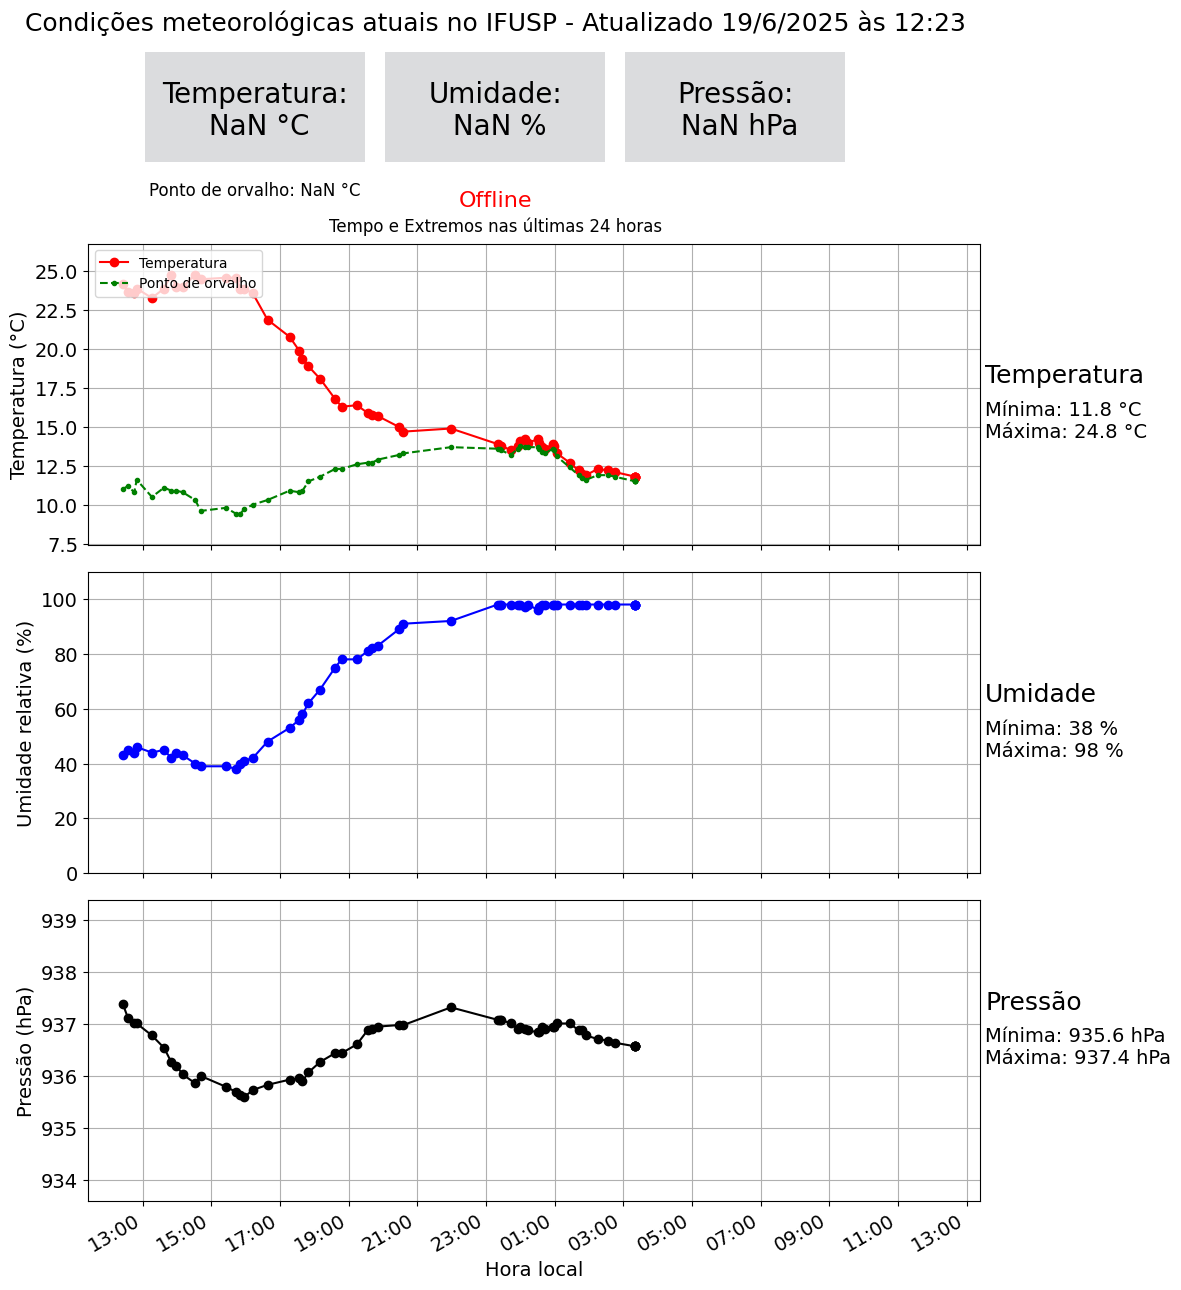 Condições meteorológicas atuais no IFUSP - Atualizado 19/6/2025 às 12:23
Temperatura:
NaN °C
Umidade:
NaN %
Pressão:
NaN hPa
Ponto de orvalho: NaN °C
Offline
Tempo e Extremos nas últimas 24 horas
Temperatura
Ponto de orvalho
Temperatura (°C)
25.0
22.5
20.0
17.5
15.0
12.5
10.0
7.5
Temperatura
Mínima: 11.8 °C
Máxima: 24.8 °C
Umidade relativa (%)
100
80
60
40
20
0
Umidade
Mínima: 38 %
Máxima: 98 %
Pressão (hPa)
939
938
937
936
935
934
Pressão
Mínima: 935.6 hPa
Máxima: 937.4 hPa
13:00 15:00 17:00 19:00 21:00 23:00 01:00 03:00 05:00 07:00 09:00 11:00 13:00
Hora local